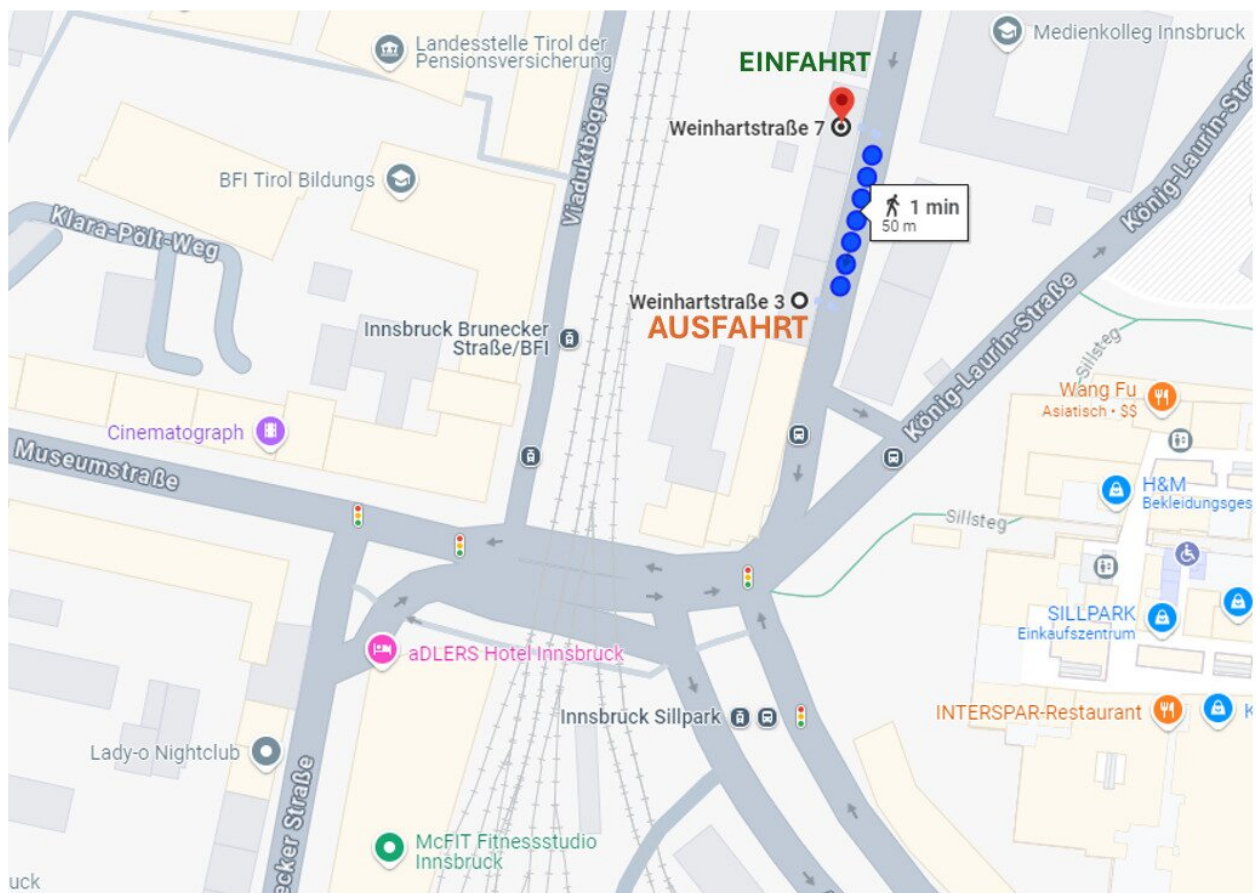 Landesstelle Tirol der
Pensionsversicherung
EINFAHRT
Medienkolleg Innsbruck
Weinhartstraße 7
BFI Tirol Bildungs
Viaduktbögen
König-Laurin-Straße
Klara-Pölt-Weg
1 min
50 m
Weinhartstraße 3
AUSFAHRT
Innsbruck Brunecker
Straße/BFI
König-Laurin-Straße
Sillsteg
Wang Fu
Asiatisch • $$
Cinematograph
Museumstraße
H&M
Bekleidungsges
Sillsteg
SILLPARK
Einkaufszentrum
aDLERS Hotel Innsbruck
Innsbruck Sillpark
INTERSPAR-Restaurant
K
Lady-o Nightclub
ecker Straße
McFIT Fitnessstudio
Innsbruck
uck